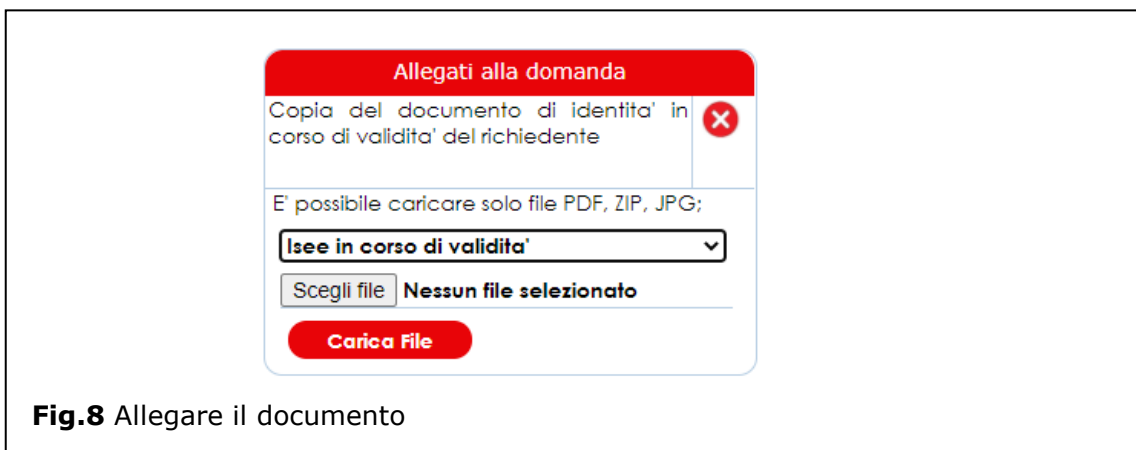 Allegati alla domanda
Copia del documento di identita' in
corso di validita' del richiedente
E' possibile caricare solo file PDF, ZIP, JPG;
Isee in corso di validita'
Scegli file Nessun file selezionato
Carica File
Fig.8 Allegare il documento